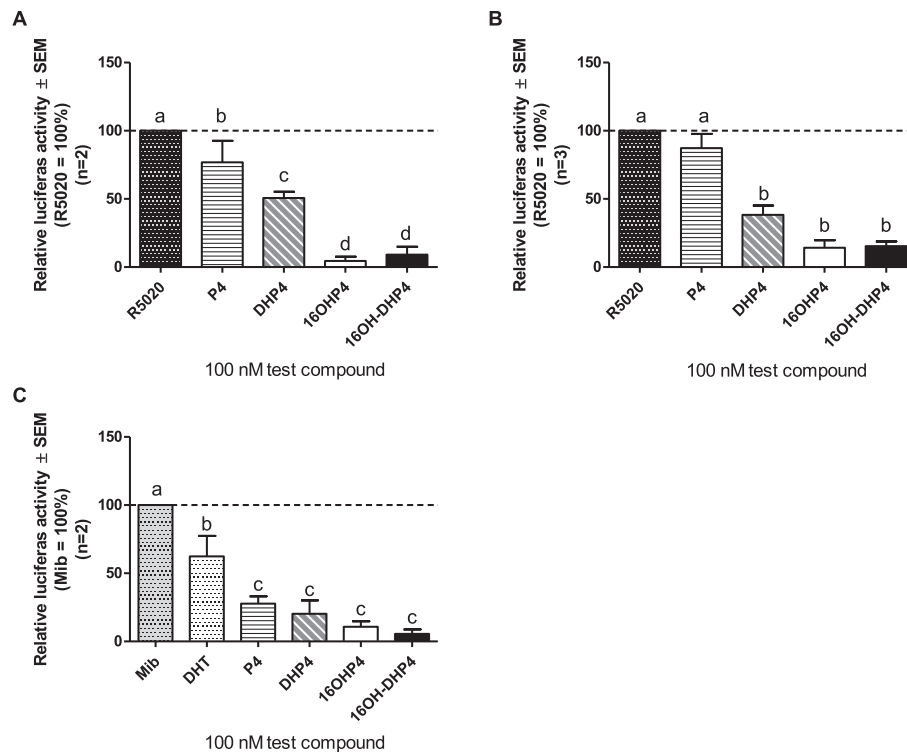 A
Relative luciferas activity ± SEM
(R5020 = 100%)
(n=2)
150
100
50
0
a
b
c
d
d
R5020
P4
DHP4
16OHP4
16OH-DHP4
100 nM test compound
B
Relative luciferas activity ± SEM
(R5020 = 100%)
(n=3)
150
100
50
0
a
a
b
b
b
R5020
P4
DHP4
16OHP4
16OH-DHP4
100 nM test compound
C
Relative luciferas activity ± SEM
(Mib = 100%)
(n=2)
150
100
50
0
a
b
c
c
c
c
Mib
DHT
P4
DHP4
16OHP4
16OH-DHP4
100 nM test compound